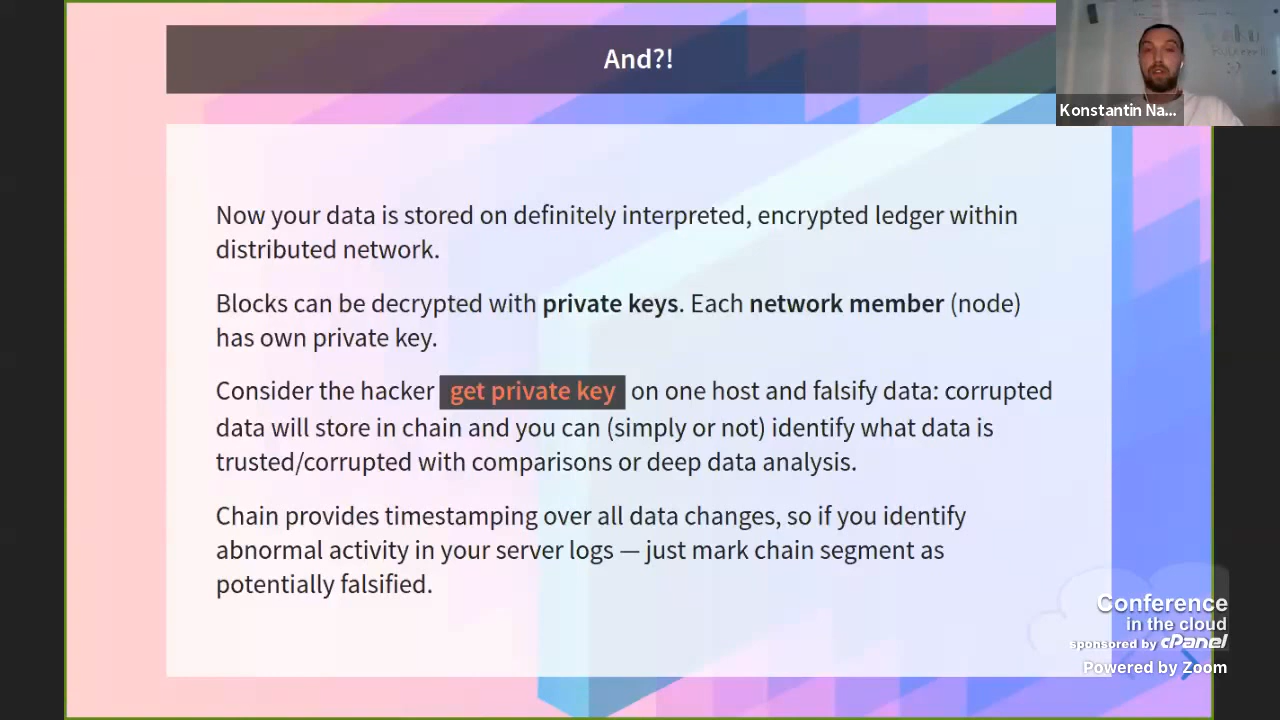 And?!
Konstantin Na...
Now your data is stored on definitely interpreted, encrypted ledger within
distributed network.
Blocks can be decrypted with private keys. Each network member (node)
has own private key.
Consider the hacker get private key on one host and falsify data: corrupted
data will store in chain and you can (simply or not) identify what data is
trusted/corrupted with comparisons or deep data analysis.
Chain provides timestamping over all data changes, so if you identify
abnormal activity in your server logs — just mark chain segment as
potentially falsified.
Conference
in the cloud
sponsored by cPanel
Powered by Zoom